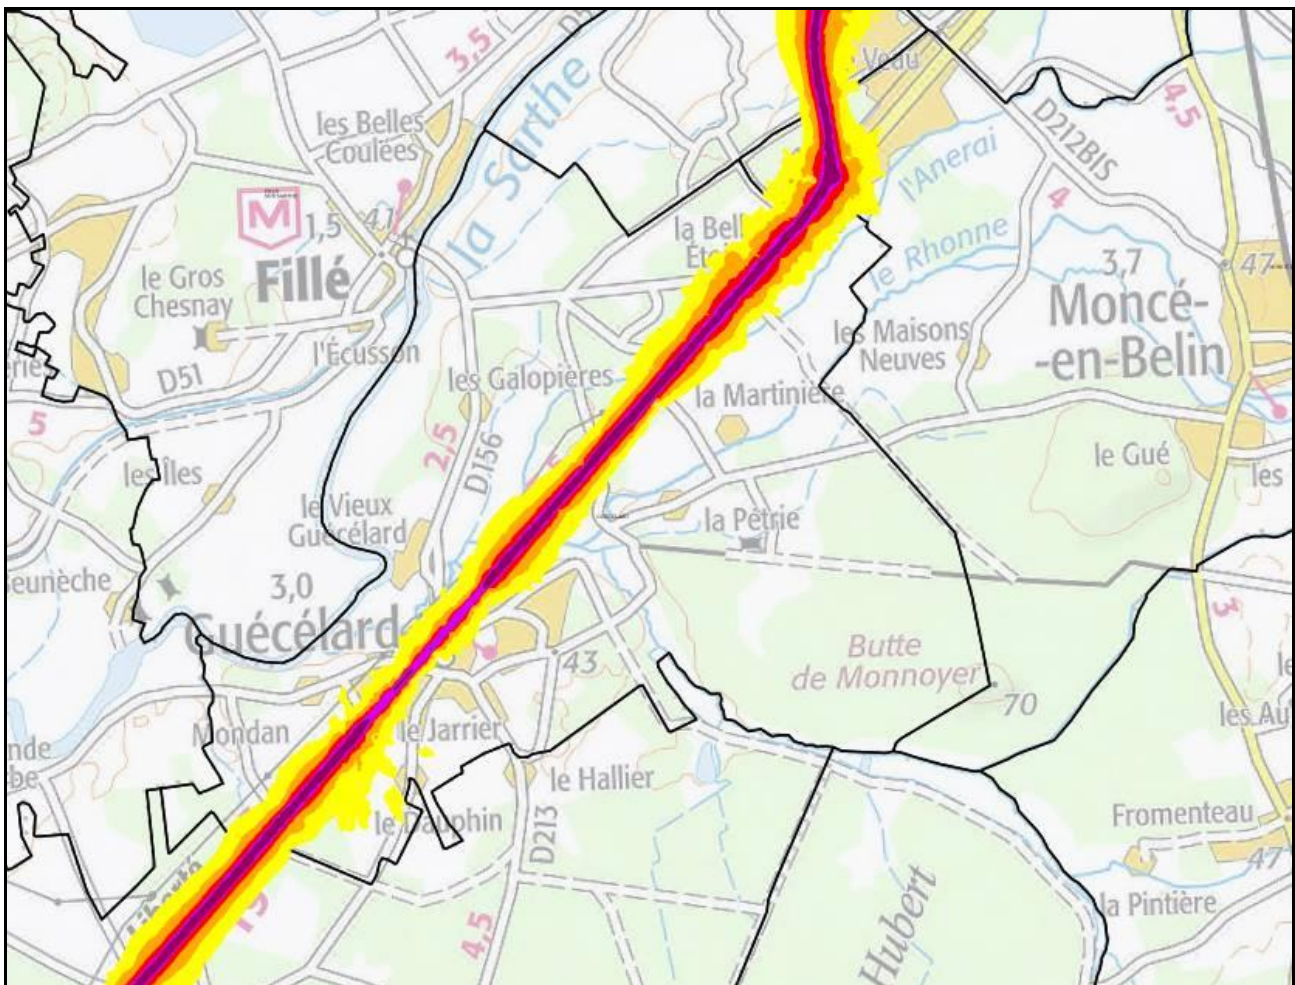 Veau
3,5
D212BIS
4,5
les Belles
Coulées
la Sarthe
l'Anerai
M
1,5
41
4
la Bell
le Rhonne
le Gros
Chesnay
Fillé
3,7
47
Moncé-
-en-Belin
les Maisons
Neuves
l'Écusson
D51
les Galopières
la Martinière
5
2,5
D156
le Gué
les Îles
les
le Vieux
Guécélard
la Pétrie
3,0
Guécélard
3
43
Butte
de Monnoyer
70
Mondan
le Jarrier
le Hallier
Fromenteau
le Dauphin
D213
47
la Pintière
4,5
Hubert